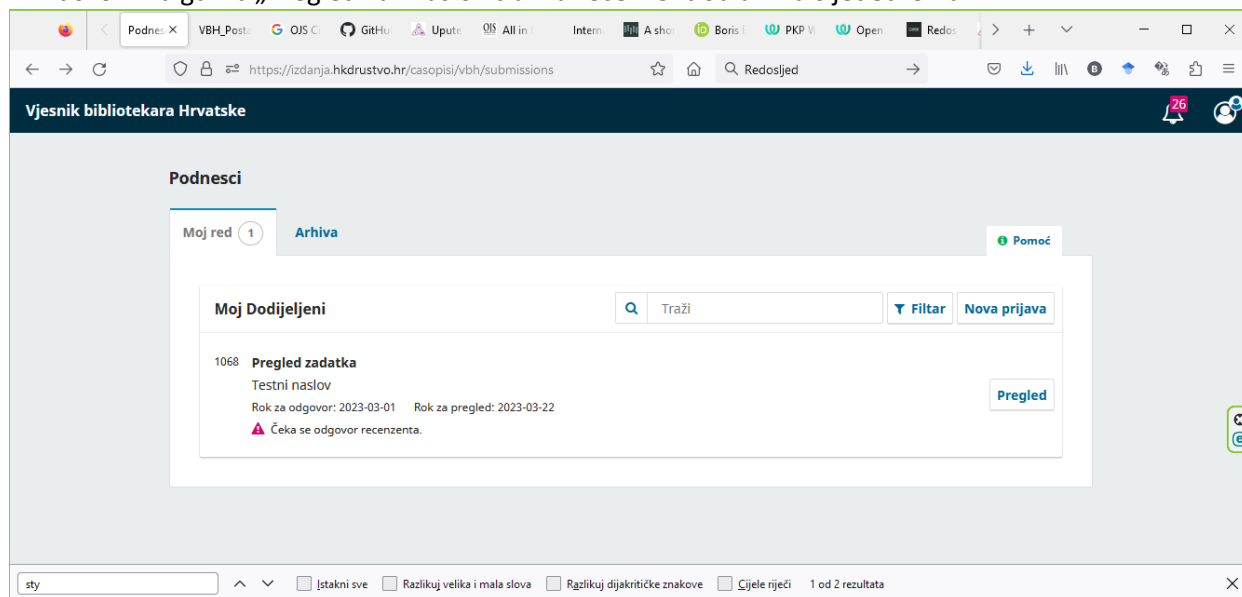 Podnes
VBH_Post
OJS C
GitHu
Upute
OJS All in
Intern
A sho
Boris
PKP W
Open
Redos
https://izdanja.hkdrustvo.hr/casopisi/vbh/submissions
Redosljed
Vjesnik bibliotekara Hrvatske
26
Podnesci
Moj red 1
Arhiva
Pomoć
Moj Dodijeljeni
Traži
Filtar
Nova prijava
1068 Pregled zadatka
Testni naslov
Rok za odgovor: 2023-03-01 Rok za pregled: 2023-03-22
Čeka se odgovor recenzenta.
Pregled
sty
Istakni sve
Razlikuj velika i mala slova
Razlikuj dijakritičke znakove
Cijele riječi
1 od 2 rezultata